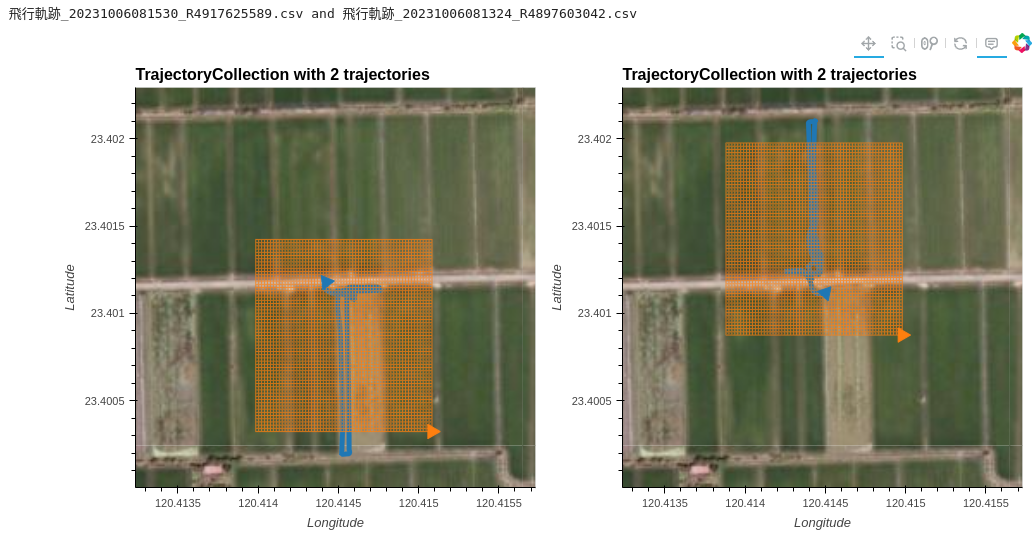 飛行軌跡_20231006081530_R4917625589.csv and 飛行軌跡_20231006081324_R4897603042.csv
TrajectoryCollection with 2 trajectories
23.402
23.4015
23.401
23.4005
Latitude
120.4135
120.414
120.4145
120.415
120.4155
Longitude
TrajectoryCollection with 2 trajectories
23.402
23.4015
23.401
23.4005
Latitude
120.4135
120.414
120.4145
120.415
120.4155
Longitude